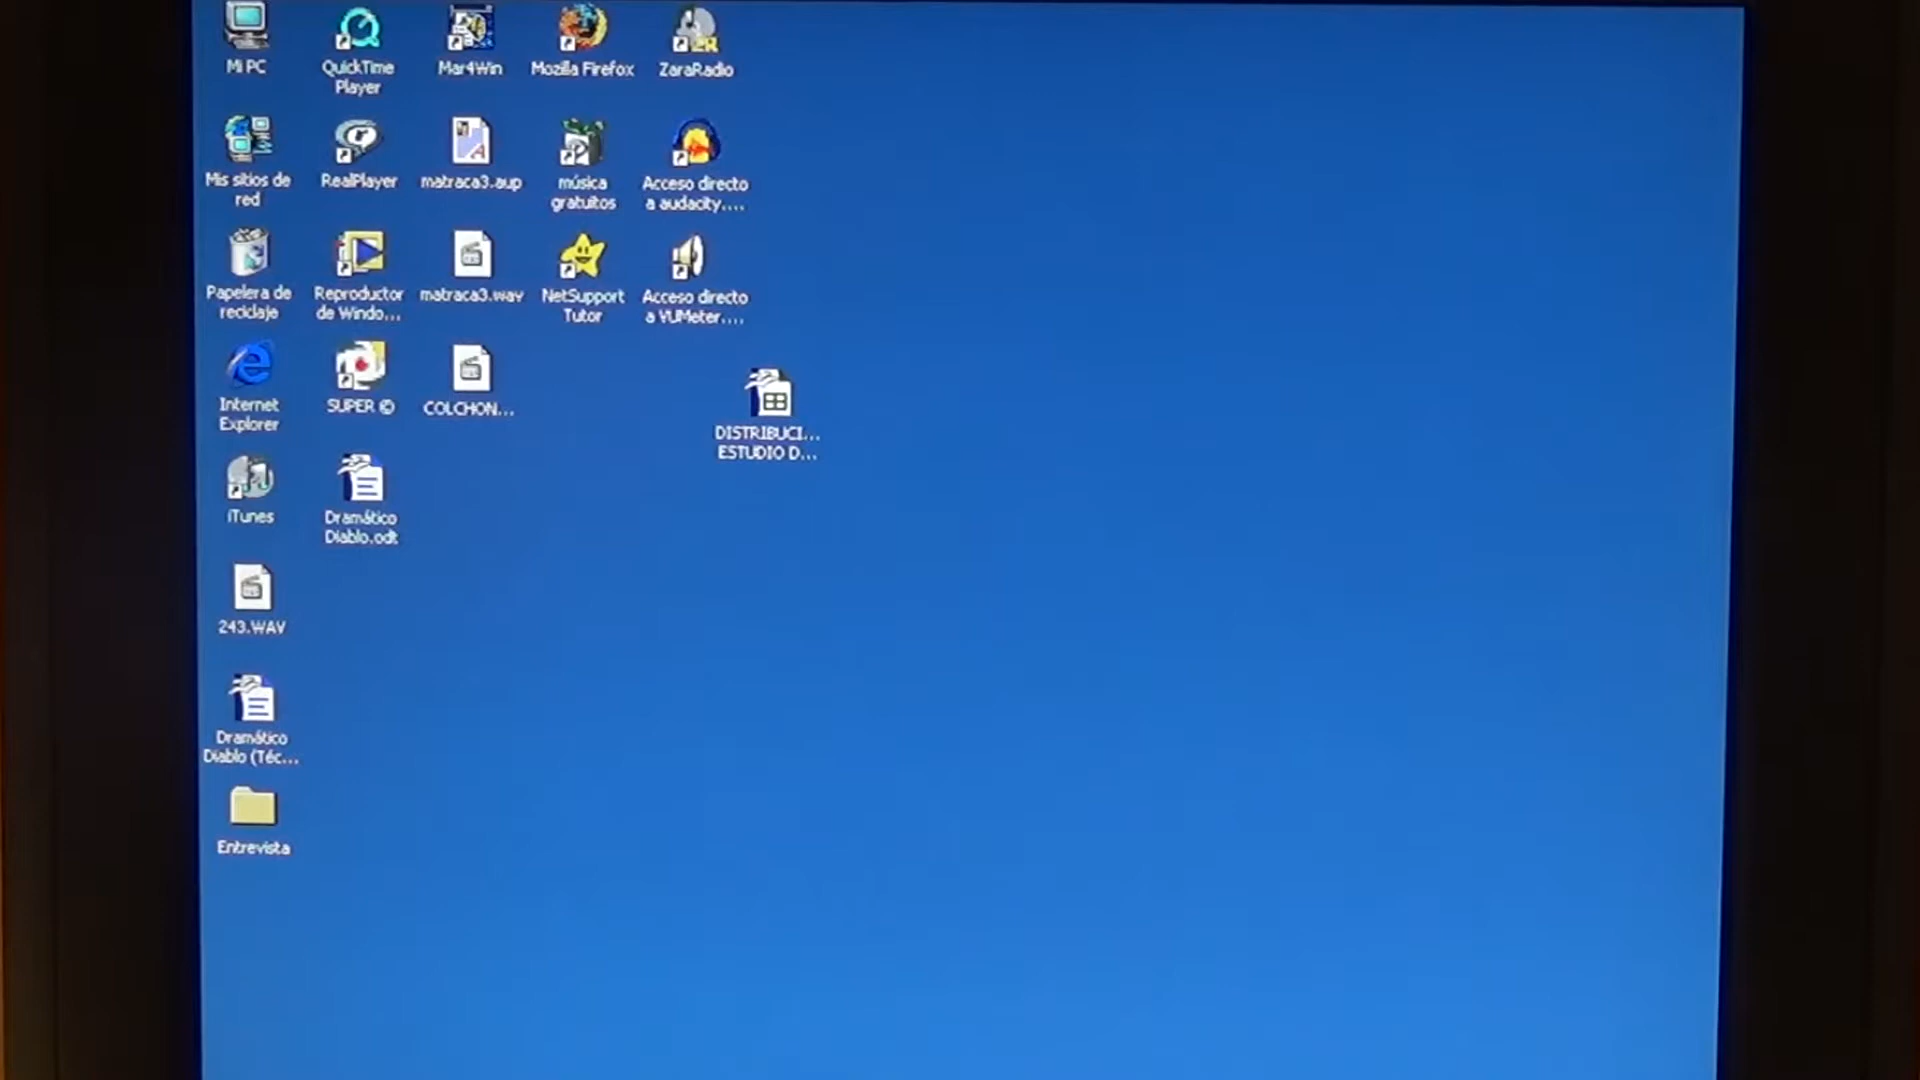 Mi PC
QuickTime
Player
Mar4Win
Mozilla Firefox
ZaraRadio
Mis sitios de
red
RealPlayer
matraca3.aup
música
gratuitos
Acceso directo
a audacity....
Papelera de
reciclaje
Reproductor
de Windo...
matraca3.wav
NetSupport
Tutor
Acceso directo
a VUMeter....
Internet
Explorer
SUPER ©
COLCHON...
DISTRIBUCI...
ESTUDIO D...
iTunes
Dramático
Diablo.odt
243.WAV
Dramático
Diablo (Téc...
Entrevista